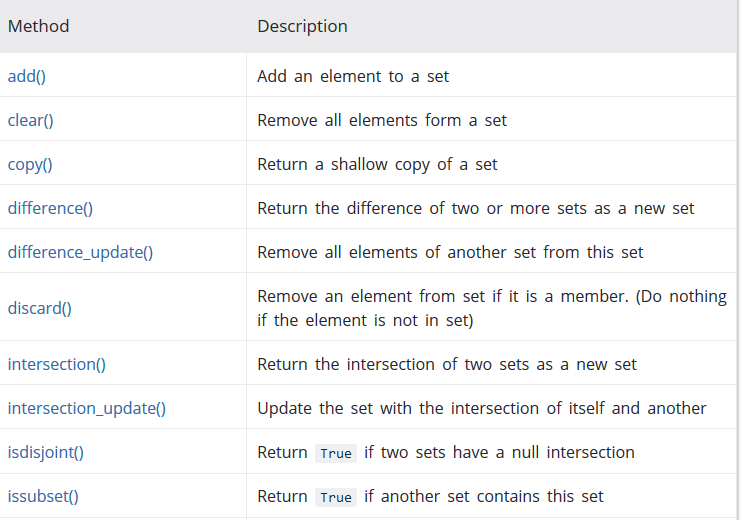 Method Description
add() Add an element to a set
clear() Remove all elements form a set
copy() Return a shallow copy of a set
difference() Return the difference of two or more sets as a new set
difference_update() Remove all elements of another set from this set
discard() Remove an element from set if it is a member. (Do nothing
if the element is not in set)
intersection() Return the intersection of two sets as a new set
intersection_update() Update the set with the intersection of itself and another
isdisjoint() Return True if two sets have a null intersection
issubset() Return True if another set contains this set